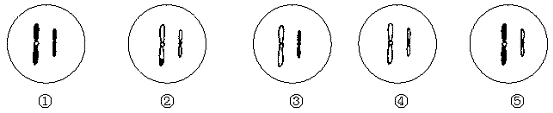 ① ② ③ ④ ⑤